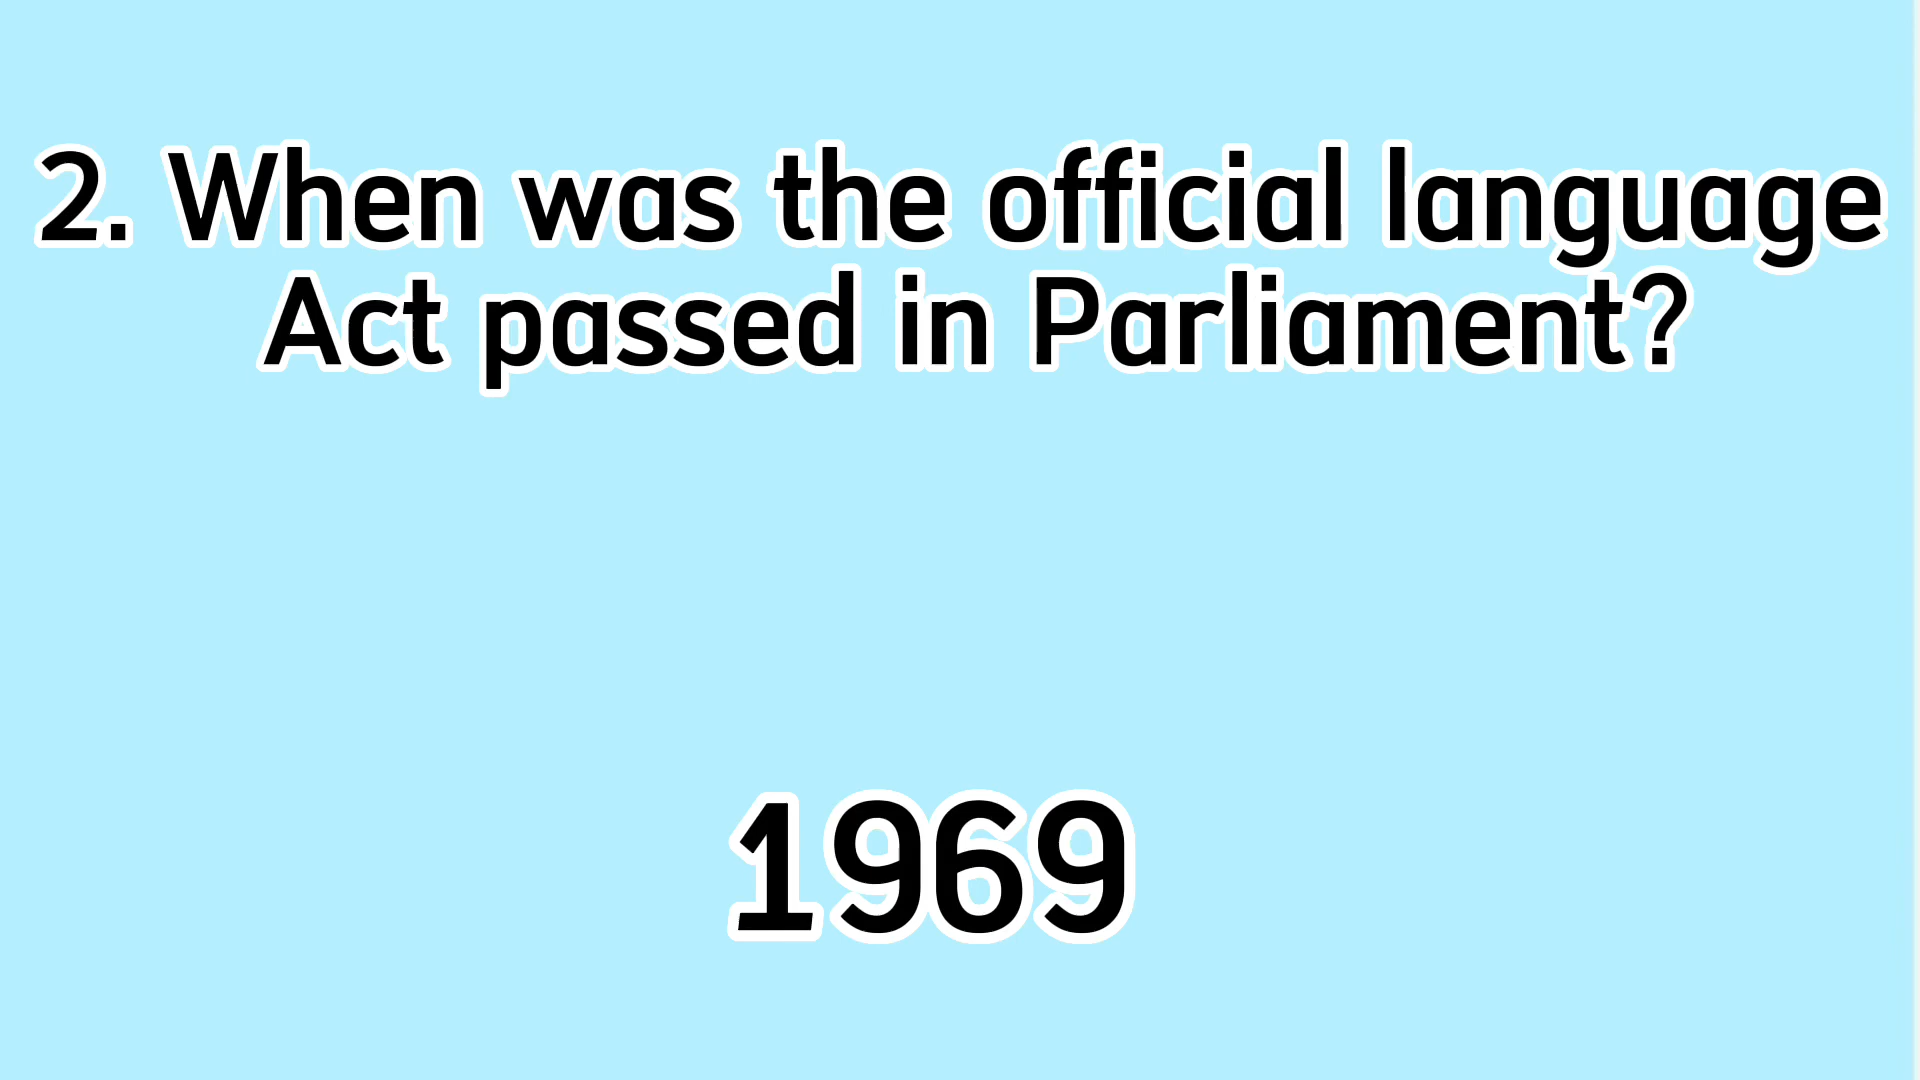 2. When was the official language
Act passed in Parliament?
1969